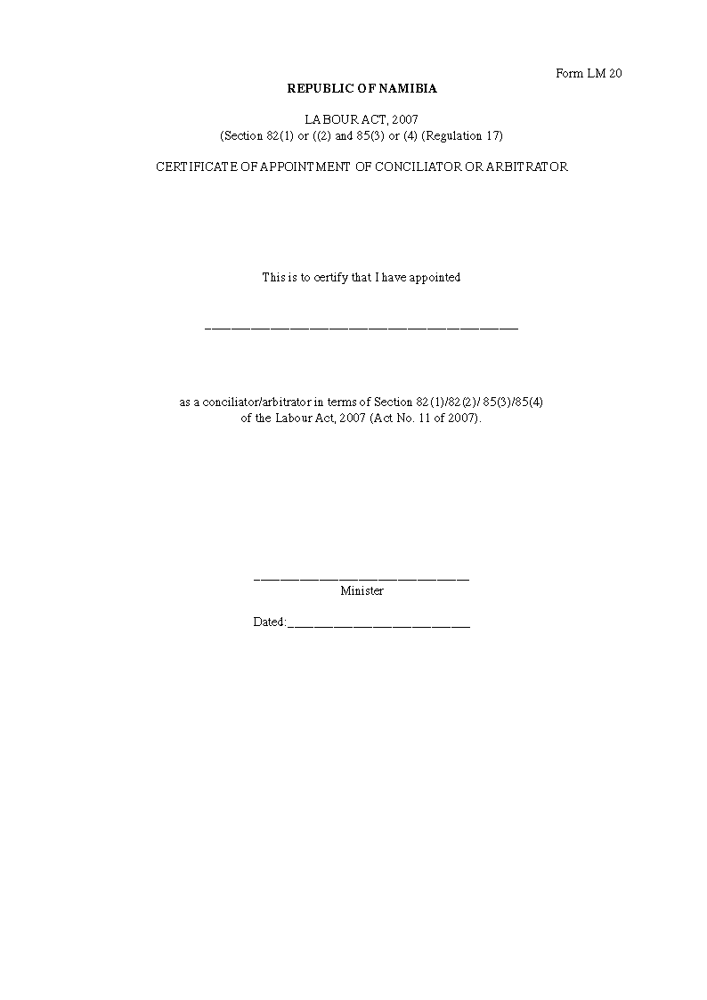 Form LM 20
REPUBLIC OF NAMIBIA
LABOUR ACT, 2007
(Section 82(1) or ((2) and 85(3) or (4) (Regulation 17)
CERTIFICATE OF APPOINTMENT OF CONCILIATOR OR ARBITRATOR
This is to certify that I have appointed
________________________________________________
as a conciliator/arbitrator in terms of Section 82(1)/82(2)/ 85(3)/85(4)
of the Labour Act, 2007 (Act No. 11 of 2007).
_________________________________
Minister
Dated:____________________________